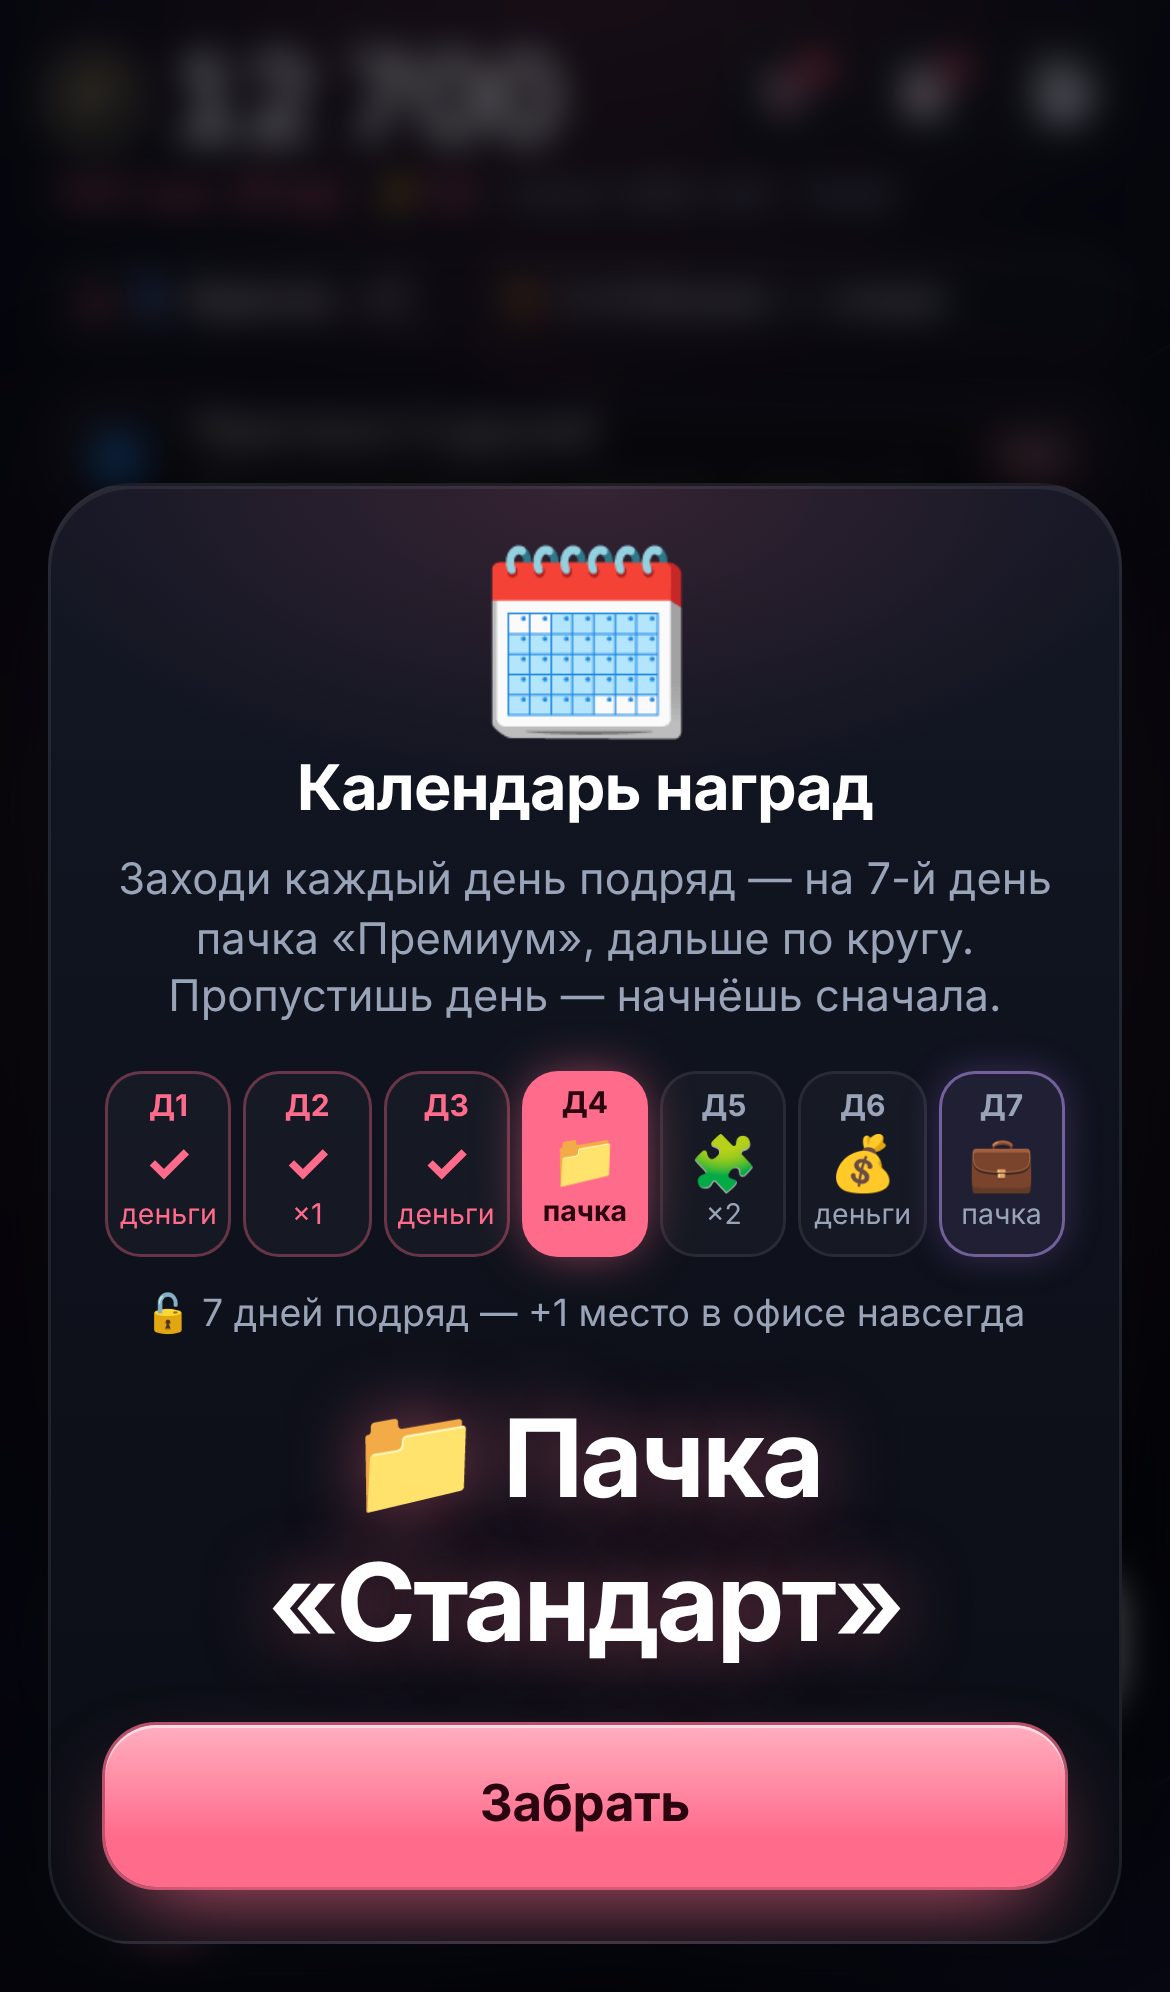 12 700
Календарь наград
Заходи каждый день подряд — на 7-й день
пачка «Премиум», дальше по кругу.
Пропустишь день — начнёшь сначала.
Д1 Д2 Д3 Д4 Д5 Д6 Д7
деньги ×1 деньги пачка ×2 деньги пачка
7 дней подряд — +1 место в офисе навсегда
Пачка
«Стандарт»
Забрать